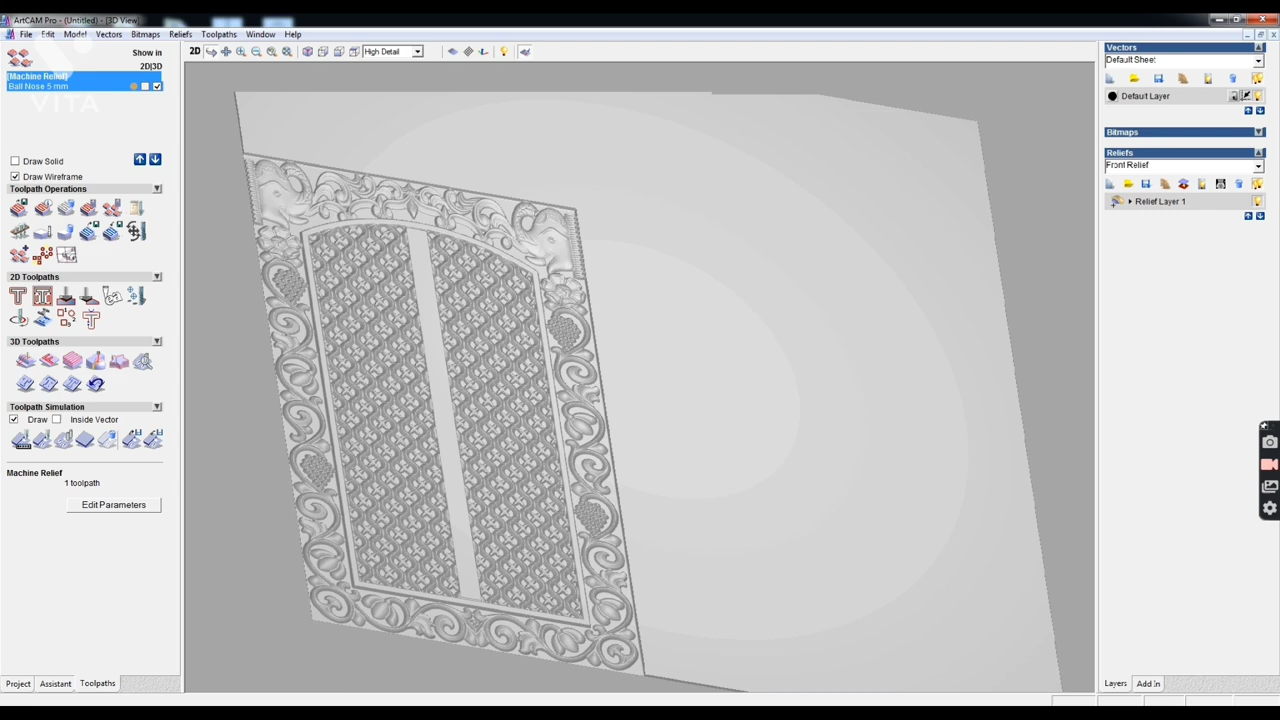 ArtCAM Pro - (Untitled) - [3D View]
File Edit Model Vectors Bitmaps Reliefs Toolpaths Window Help
2D High Detail
Show in
2D|3D
[Machine Relief]
Ball Nose 5 mm
VITA
Draw Solid
Draw Wireframe
Toolpath Operations
2D Toolpaths
3D Toolpaths
Toolpath Simulation
Draw Inside Vector
Machine Relief
1 toolpath
Edit Parameters
Project Assistant Toolpaths
Vectors
Default Sheet
Default Layer
Bitmaps
Reliefs
Front Relief
Relief Layer 1
Layers Add In